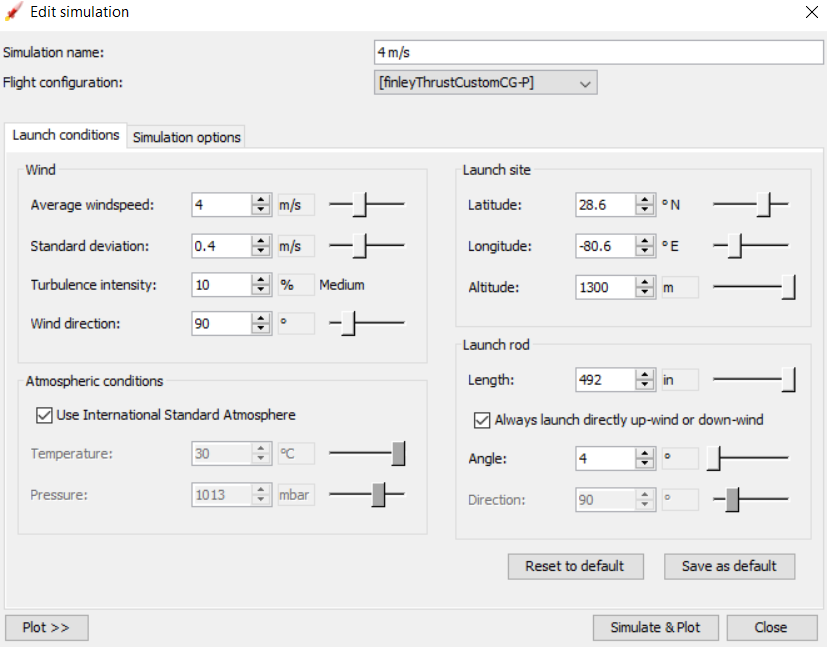 Edit simulation
Simulation name: 4 m/s
Flight configuration: [finleyThrustCustomCG-P]
Launch conditions Simulation options
Wind
Average windspeed: 4 m/s
Standard deviation: 0.4 m/s
Turbulence intensity: 10 % Medium
Wind direction: 90 °
Atmospheric conditions
Use International Standard Atmosphere
Temperature: 30 °C
Pressure: 1013 mbar
Launch site
Latitude: 28.6 ° N
Longitude: -80.6 ° E
Altitude: 1300 m
Launch rod
Length: 492 in
Always launch directly up-wind or down-wind
Angle: 4 °
Direction: 90 °
Reset to default Save as default
Plot >> Simulate & Plot Close